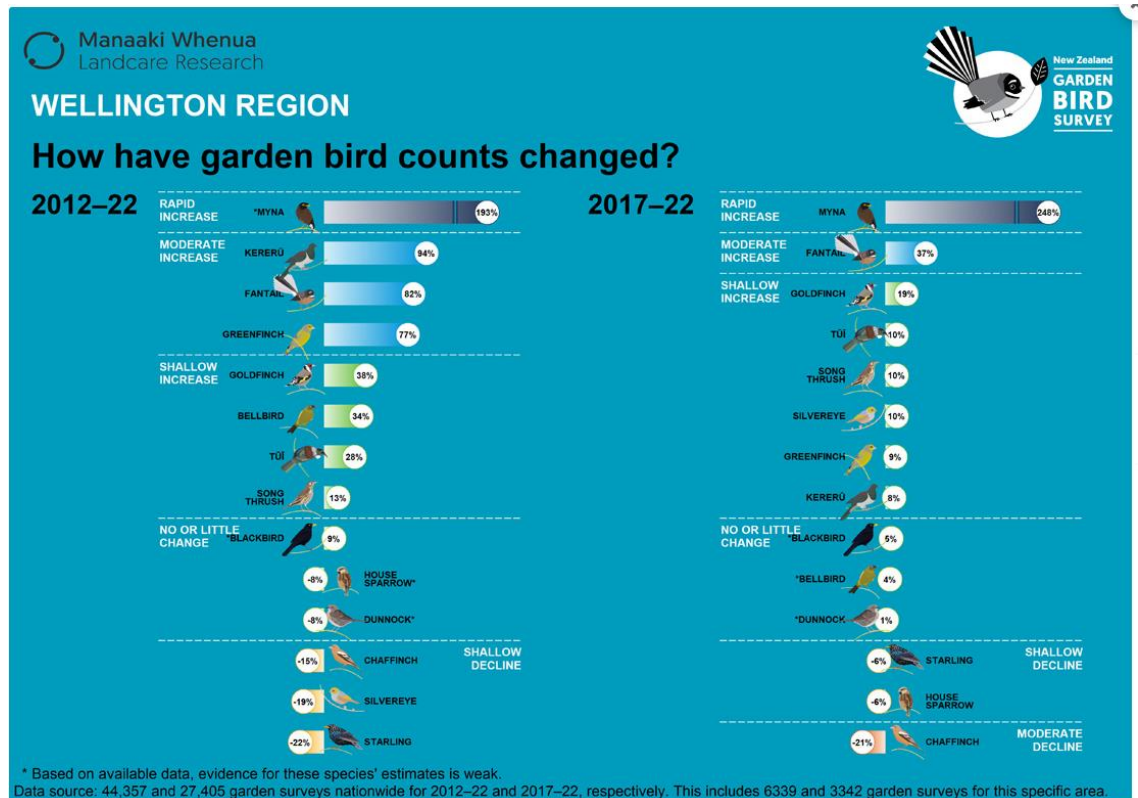 Manaaki Whenua
Landcare Research
New Zealand
GARDEN
BIRD
SURVEY
WELLINGTON REGION
How have garden bird counts changed?
2012–22
RAPID
INCREASE
*MYNA
193%
MODERATE
INCREASE
KERERŪ
94%
FANTAIL
82%
GREENFINCH
77%
SHALLOW
INCREASE
GOLDFINCH
38%
BELLBIRD
34%
TŪĪ
28%
SONG
THRUSH
13%
NO OR LITTLE
CHANGE
*BLACKBIRD
9%
-8%
HOUSE
SPARROW*
-8%
DUNNOCK*
-15%
CHAFFINCH
SHALLOW
DECLINE
-19%
SILVEREYE
-22%
STARLING
2017–22
RAPID
INCREASE
MYNA
248%
MODERATE
INCREASE
FANTAIL
37%
SHALLOW
INCREASE
GOLDFINCH
19%
TŪĪ
10%
SONG
THRUSH
10%
SILVEREYE
10%
GREENFINCH
9%
KERERŪ
8%
NO OR LITTLE
CHANGE
*BLACKBIRD
5%
*BELLBIRD
4%
*DUNNOCK
1%
-6%
STARLING
SHALLOW
DECLINE
-6%
HOUSE
SPARROW
-21%
CHAFFINCH
MODERATE
DECLINE
* Based on available data, evidence for these species' estimates is weak.
Data source: 44,357 and 27,405 garden surveys nationwide for 2012–22 and 2017–22, respectively. This includes 6339 and 3342 garden surveys for this specific area.